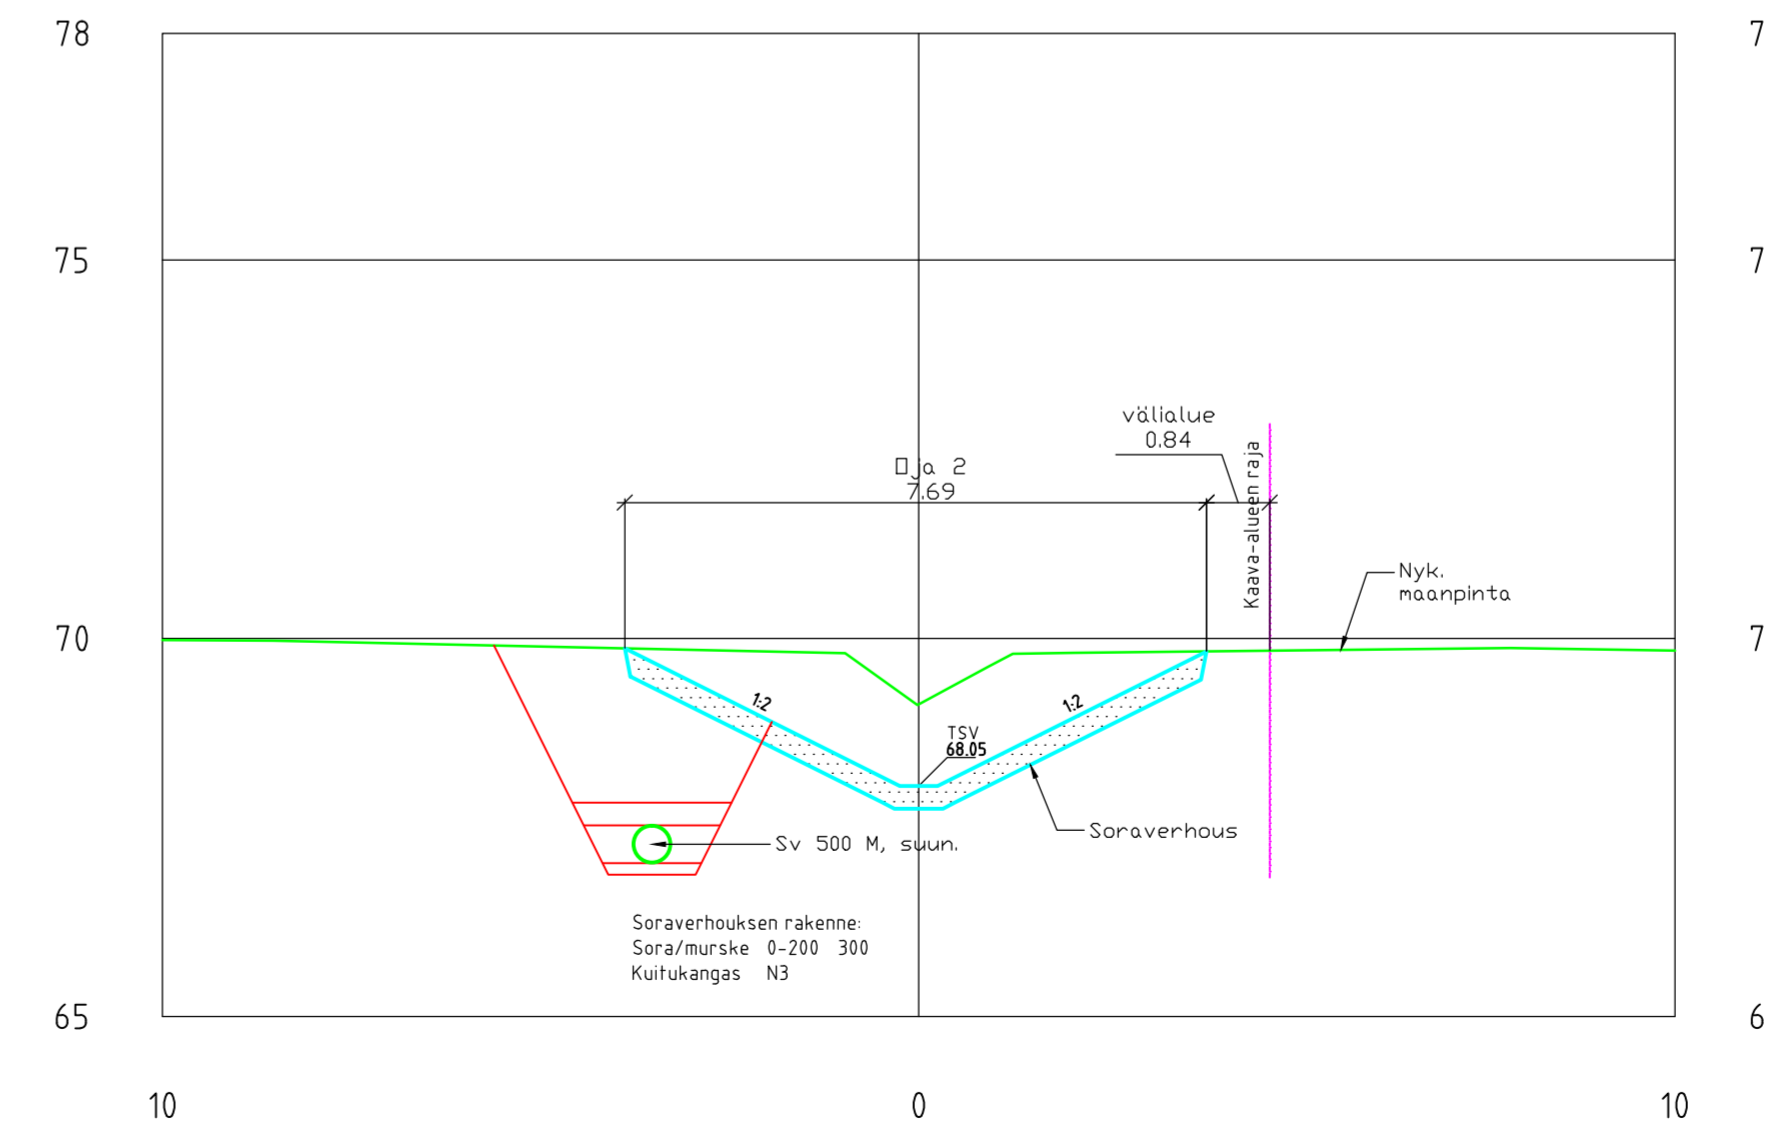 78
7
75
7
välialue
0.84
Oja 2
7.69
Kaava-alueen raja
Nyk.
maanpinta
70
7
1:2
1:2
TSV
68.05
Soraverhous
Sv 500 M, suun.
Soraverhouksen rakenne:
Sora/murske 0-200 300
Kuitukangas N3
65
6
10
0
10